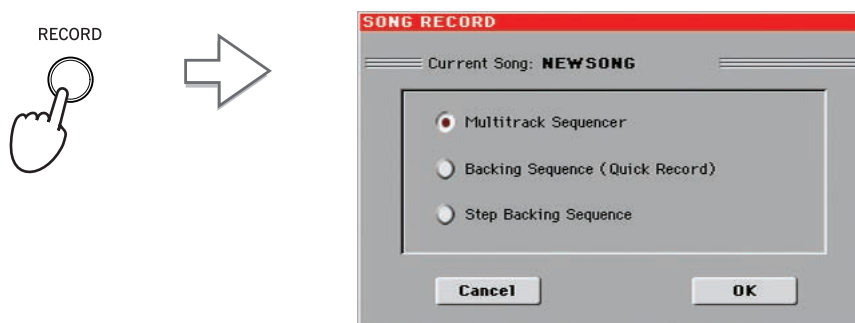 RECORD
SONG RECORD
Current Song: NEWSONG
Multitrack Sequencer
Backing Sequence (Quick Record)
Step Backing Sequence
Cancel OK